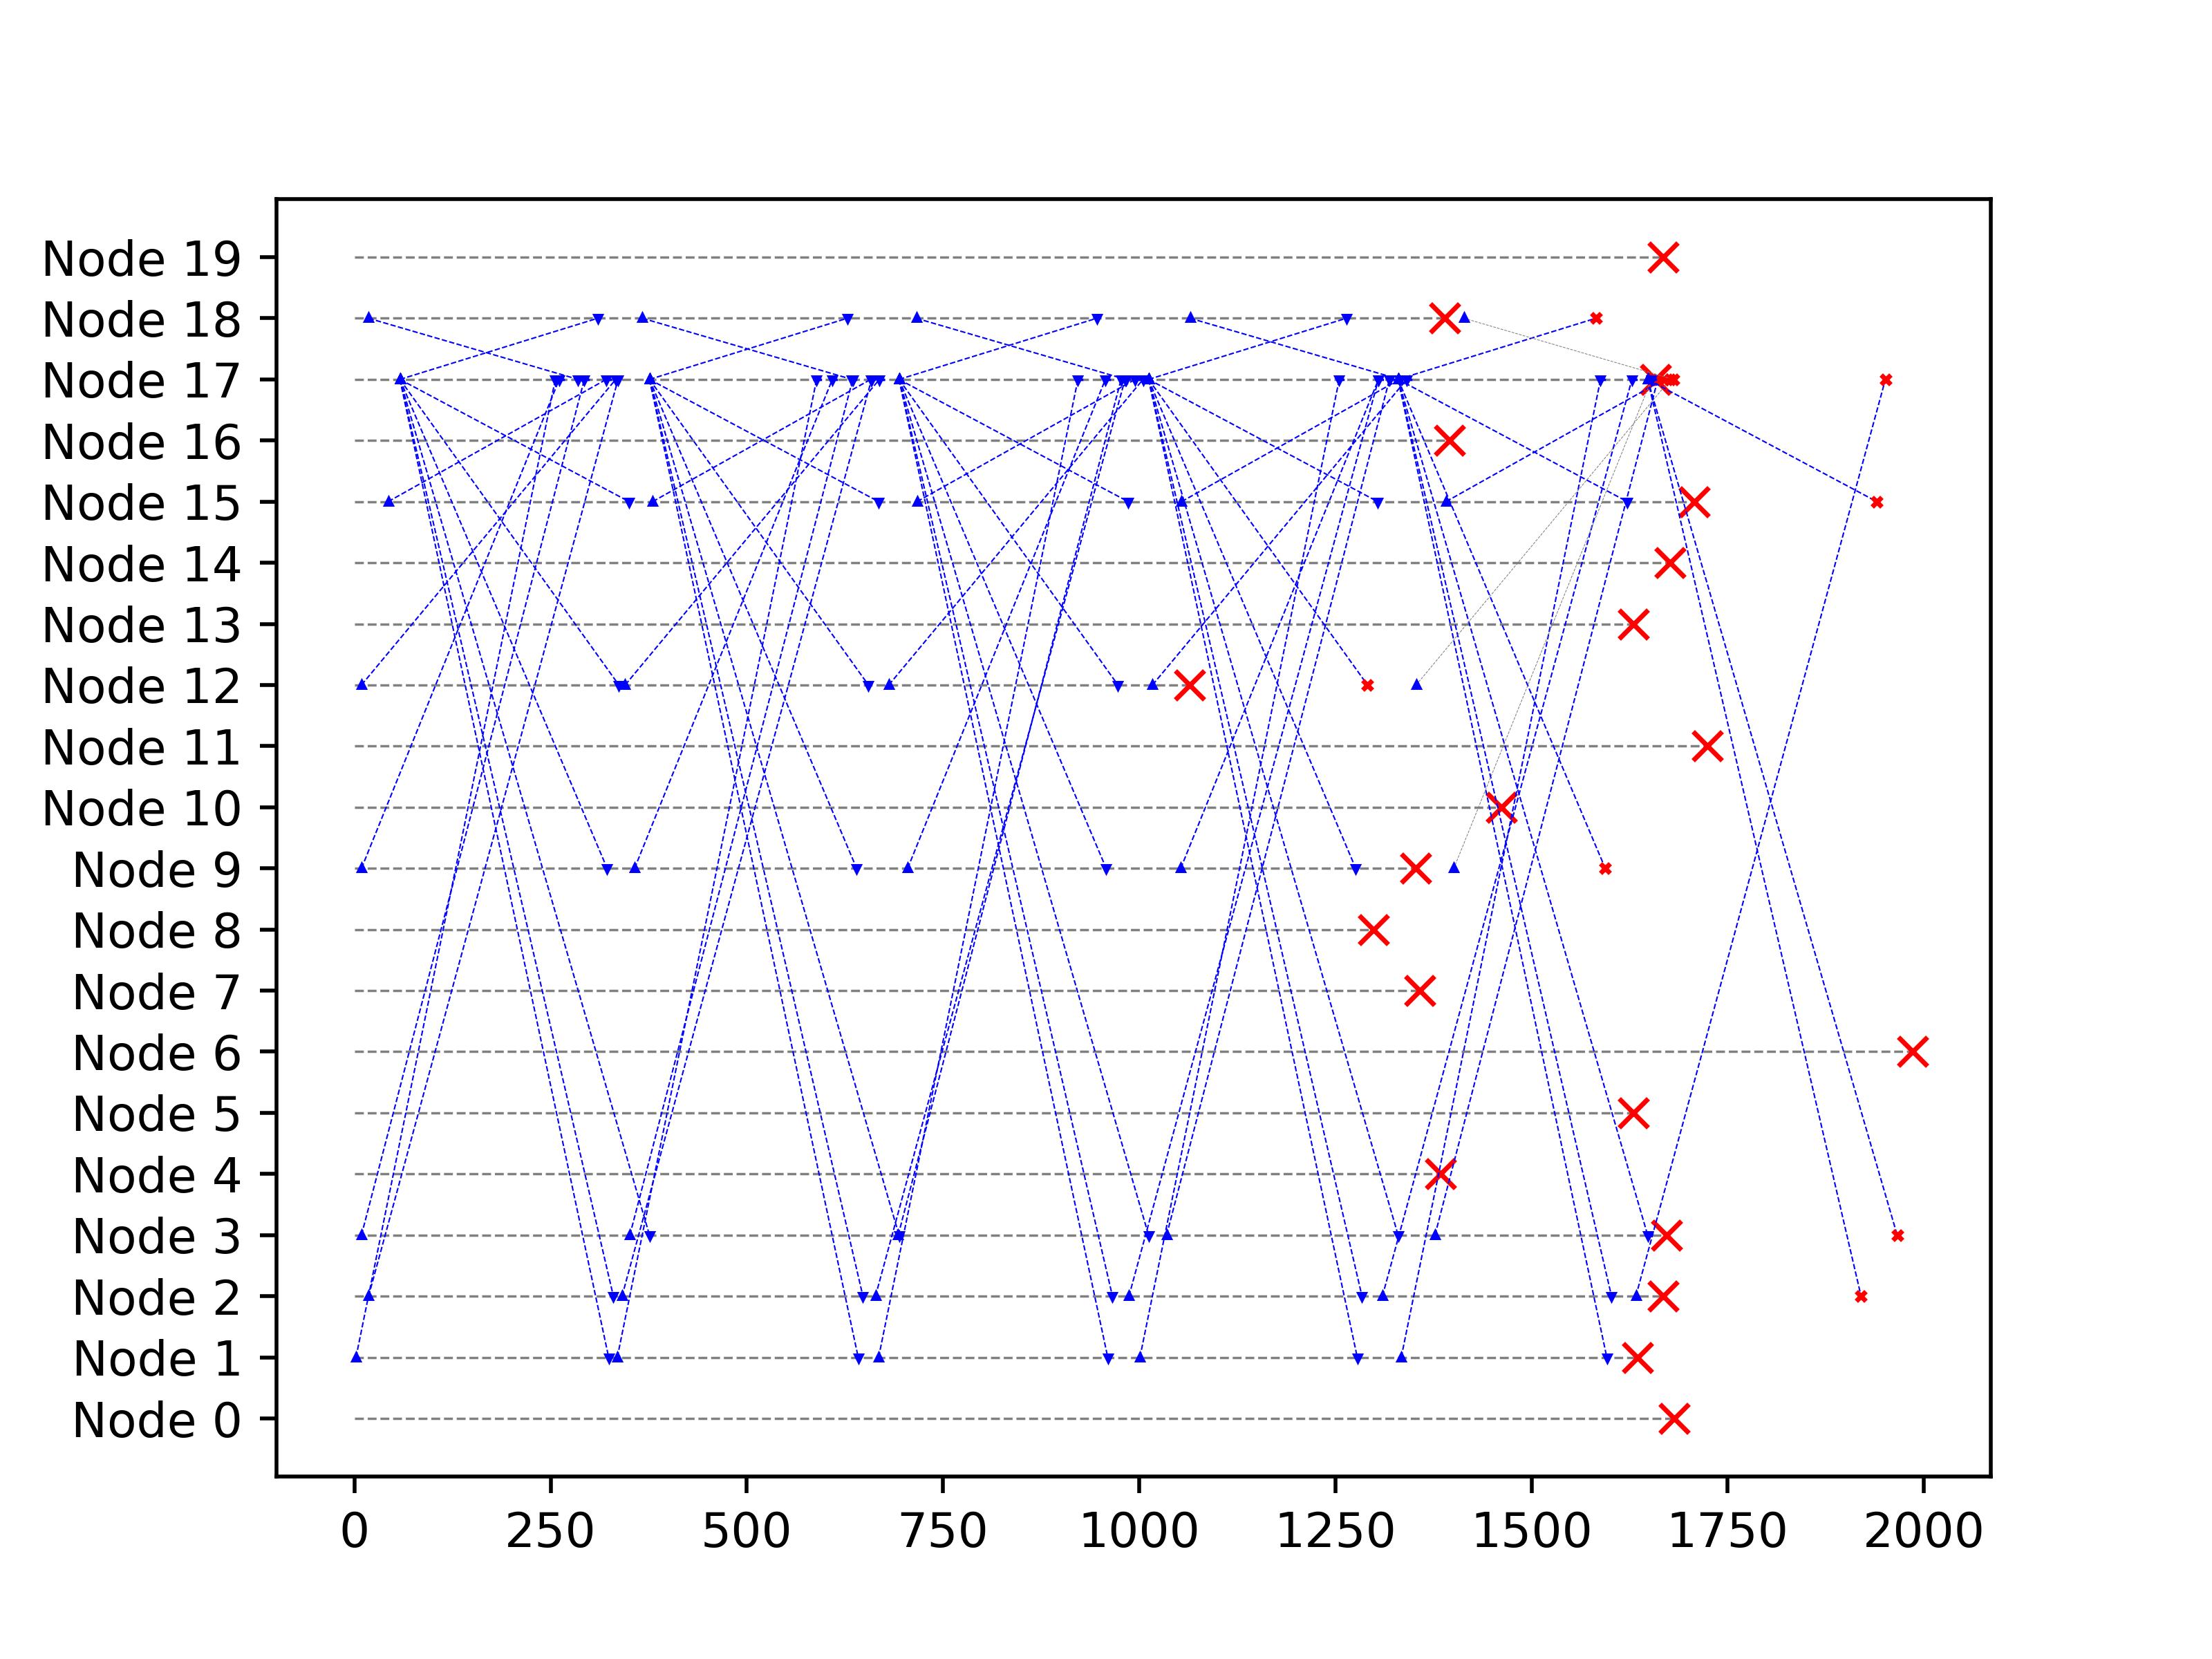 Node 19
Node 18
Node 17
Node 16
Node 15
Node 14
Node 13
Node 12
Node 11
Node 10
Node 9
Node 8
Node 7
Node 6
Node 5
Node 4
Node 3
Node 2
Node 1
Node 0
0 250 500 750 1000 1250 1500 1750 2000